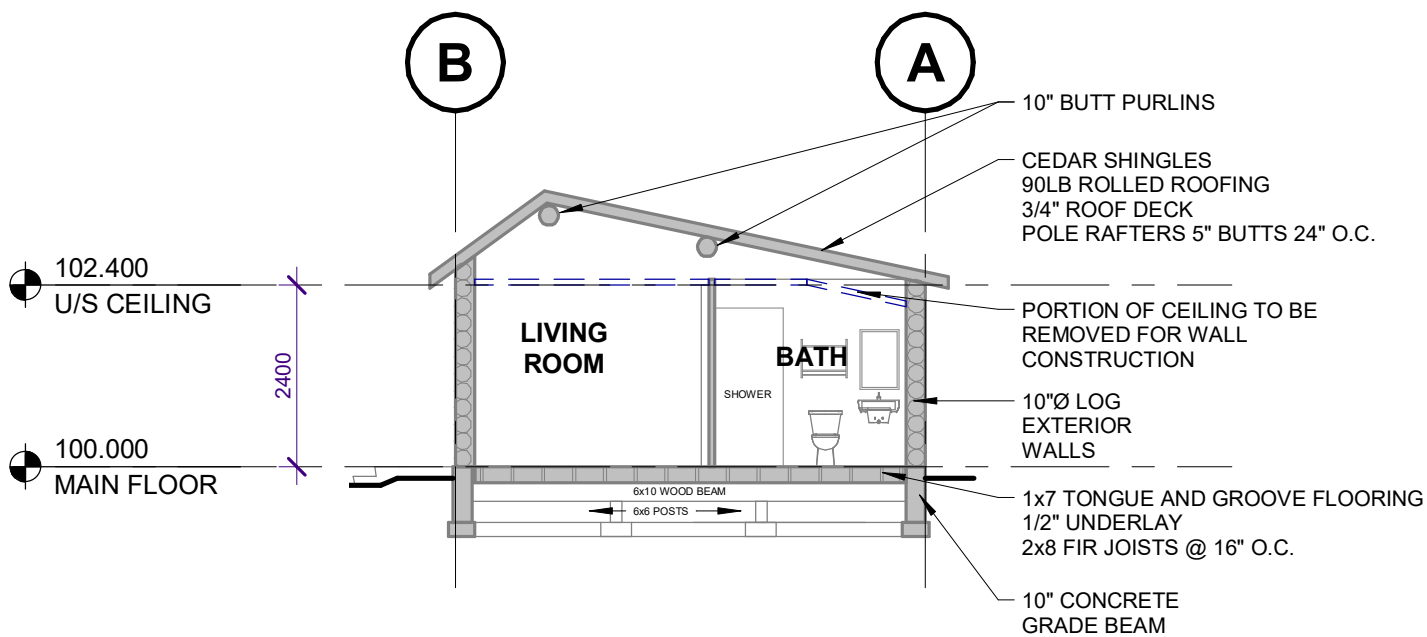 B
A
10" BUTT PURLINS
CEDAR SHINGLES
90LB ROLLED ROOFING
3/4" ROOF DECK
POLE RAFTERS 5" BUTTS 24" O.C.
102.400
U/S CEILING
PORTION OF CEILING TO BE
REMOVED FOR WALL
CONSTRUCTION
LIVING
ROOM
BATH
2400
SHOWER
10"Ø LOG
EXTERIOR
WALLS
100.000
MAIN FLOOR
6x10 WOOD BEAM
6x6 POSTS
1x7 TONGUE AND GROOVE FLOORING
1/2" UNDERLAY
2x8 FIR JOISTS @ 16" O.C.
10" CONCRETE
GRADE BEAM